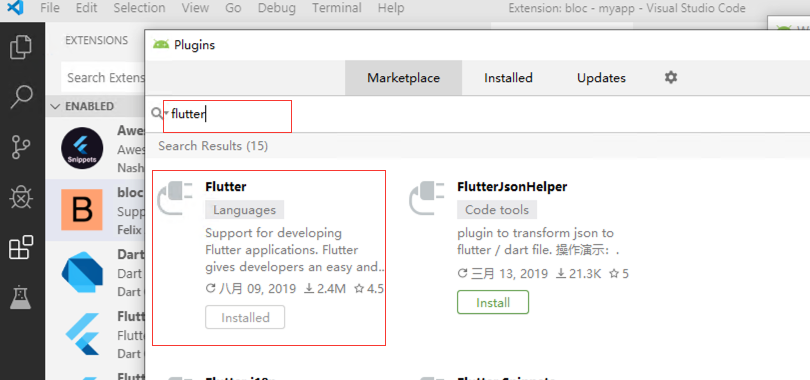 File Edit Selection View Go Debug Terminal Help Extension: bloc - myapp - Visual Studio Code
EXTENSIONS
Plugins
Marketplace Installed Updates
Search Extens
flutter
ENABLED
Search Results (15)
Snippets
Awes
Awes
Nash
Flutter
Languages
Support for developing
Flutter applications. Flutter
gives developers an easy and...
八月 09, 2019 2.4M 4.5
Installed
FlutterJsonHelper
Code tools
plugin to transform json to
flutter / dart file. 操作演示：.
三月 13, 2019 21.3K 5
Install
B
bloc
Supp
Felix
Dart
Dart
Dart
Flutt
Flutte
Dart